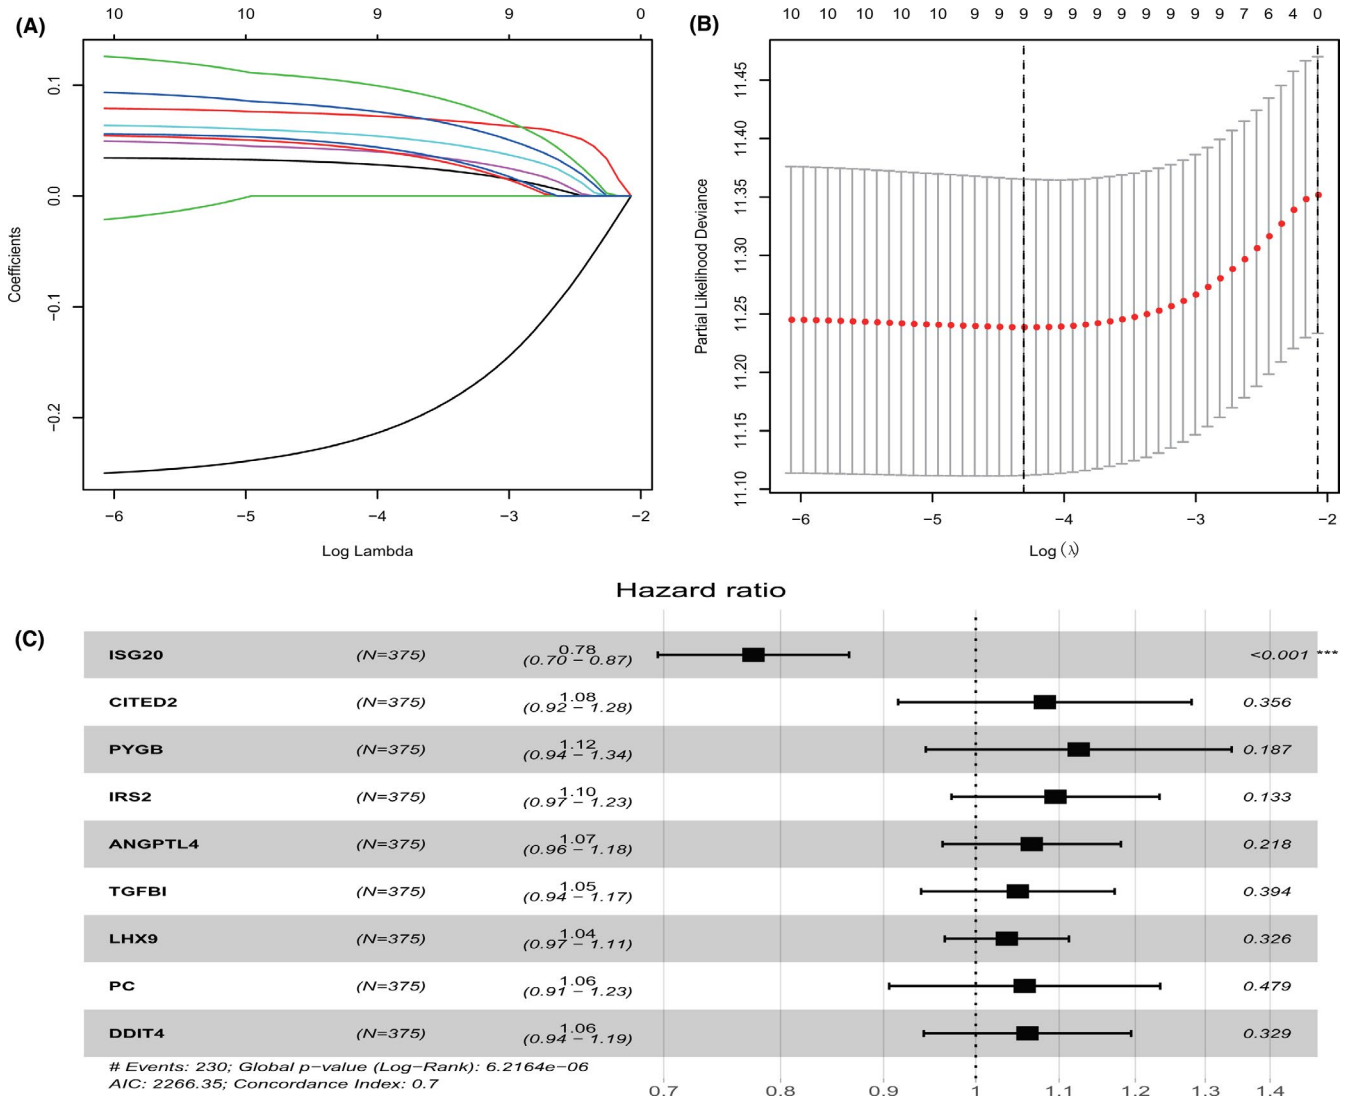 (A)
10 10 9 9 0
0.1
0.0
−0.1
−0.2
Coefficients
−6 −5 −4 −3 −2
Log Lambda
(B)
10 10 10 10 10 10 9 9 9 9 9 9 9 9 9 9 9 9 9 7 6 4 0
11.45
11.40
11.35
11.30
11.25
11.20
11.15
11.10
Partial Likelihood Deviance
−6 −5 −4 −3 −2
Log (λ)
Hazard ratio
(C)
ISG20 (N=375) 0.78 (0.70 − 0.87) <0.001 ***
CITED2 (N=375) 1.08 (0.92 − 1.28) 0.356
PYGB (N=375) 1.12 (0.94 − 1.34) 0.187
IRS2 (N=375) 1.10 (0.97 − 1.23) 0.133
ANGPTL4 (N=375) 1.07 (0.96 − 1.18) 0.218
TGFBI (N=375) 1.05 (0.94 − 1.17) 0.394
LHX9 (N=375) 1.04 (0.97 − 1.11) 0.326
PC (N=375) 1.06 (0.91 − 1.23) 0.479
DDIT4 (N=375) 1.06 (0.94 − 1.19) 0.329
# Events: 230; Global p−value (Log−Rank): 6.2164e−06
AIC: 2266.35; Concordance Index: 0.7
0.7 0.8 0.9 1 1.1 1.2 1.3 1.4